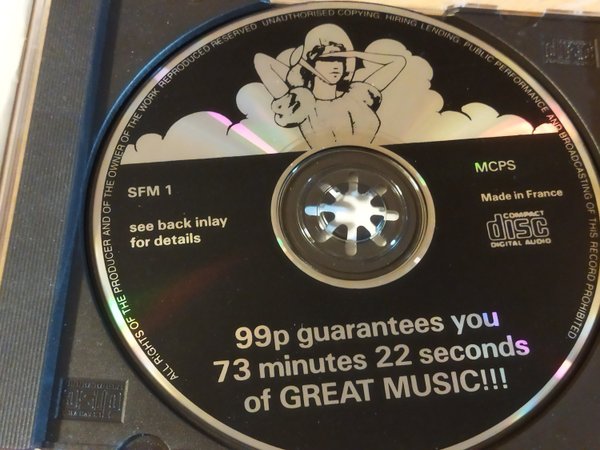 ALL RIGHTS OF THE PRODUCER AND OF THE OWNER OF THE WORK REPRODUCED RESERVED. UNAUTHORISED COPYING, HIRING, LENDING, PUBLIC PERFORMANCE AND BROADCASTING OF THIS RECORD PROHIBITED
SFM 1
MCPS
see back inlay
for details
Made in France
COMPACT
disc
DIGITAL AUDIO
99p guarantees you
73 minutes 22 seconds
of GREAT MUSIC!!!